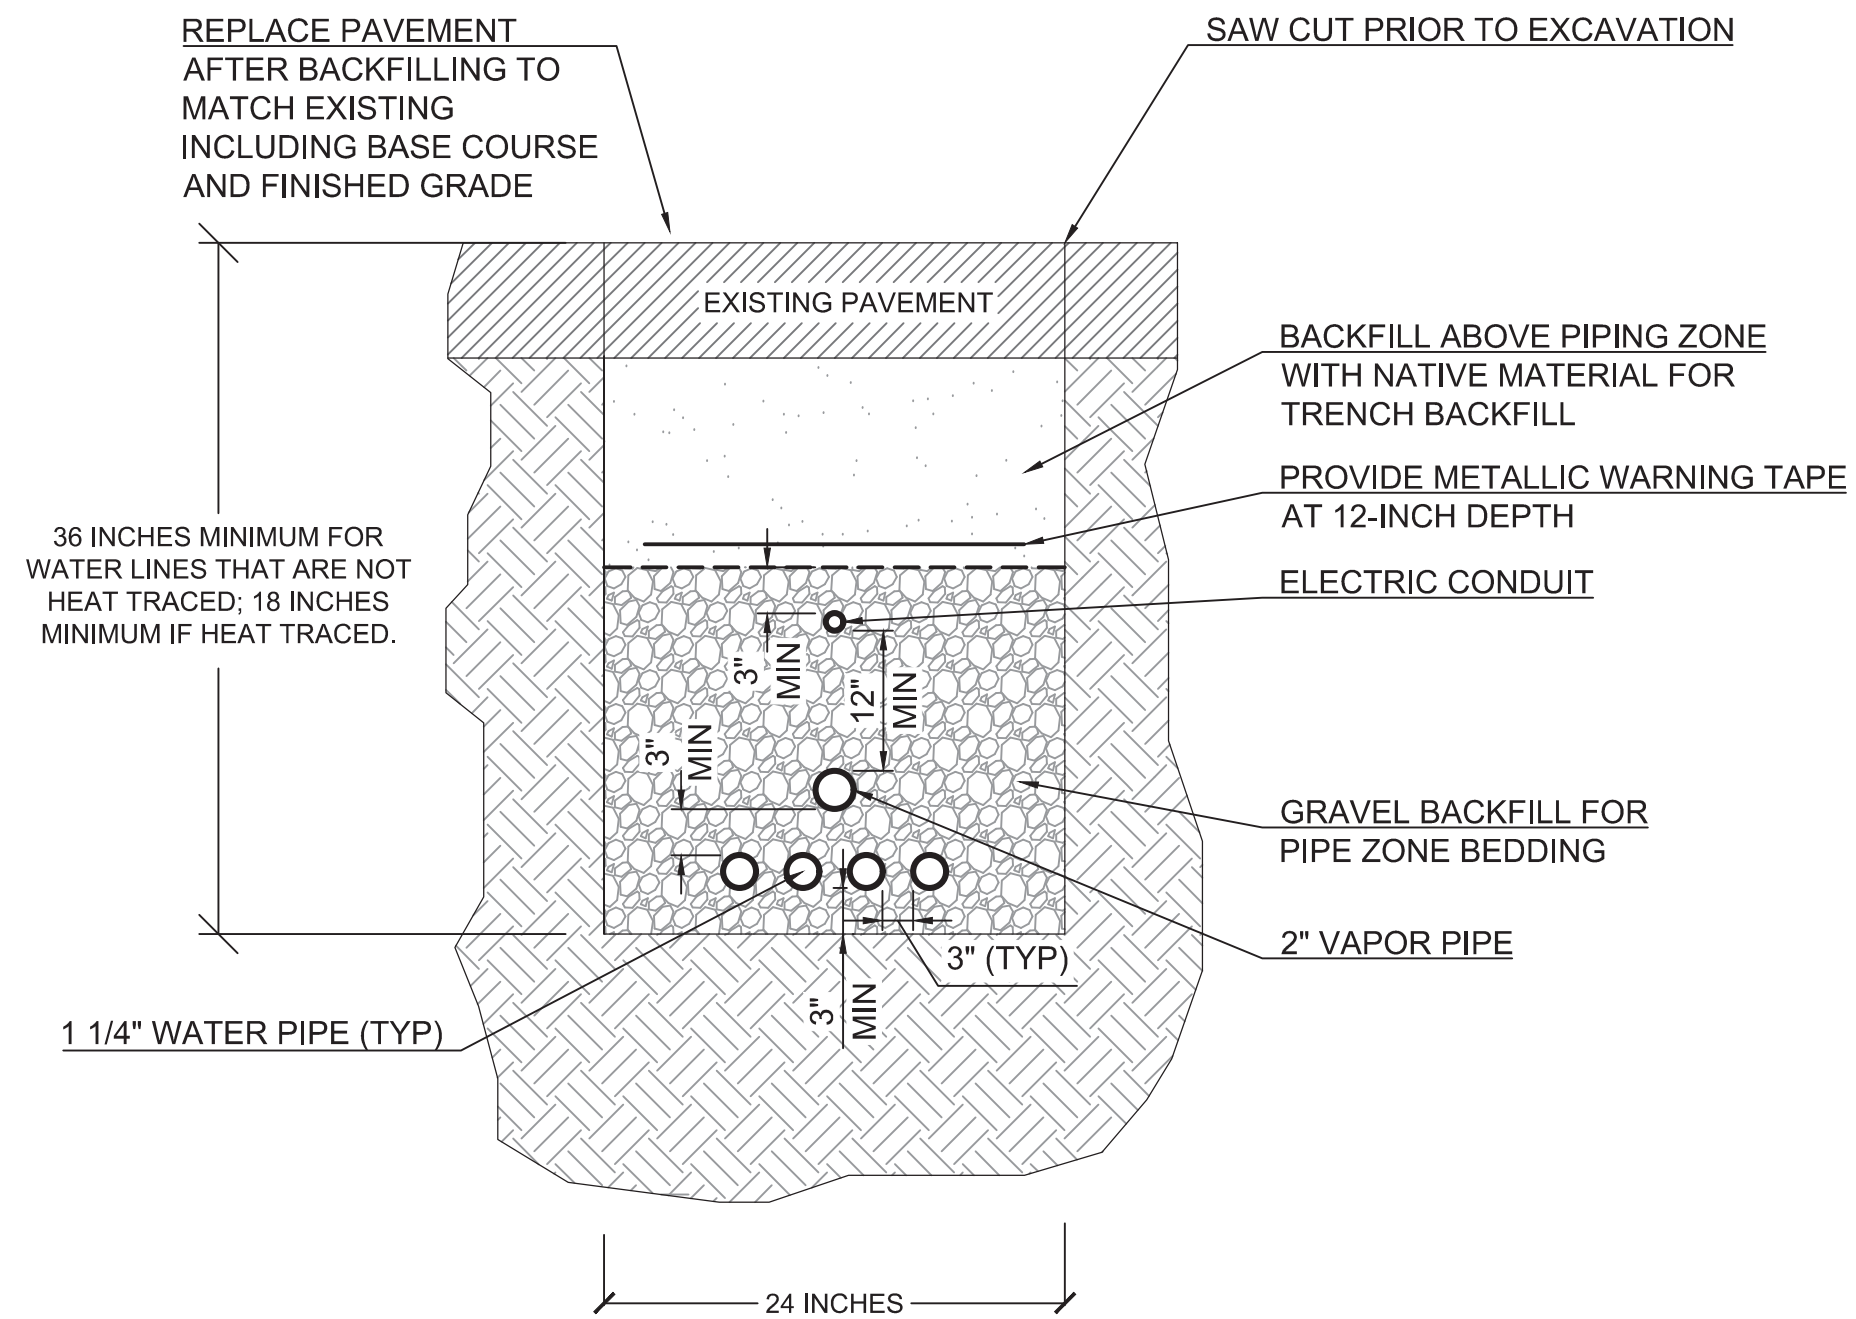 REPLACE PAVEMENT
AFTER BACKFILLING TO
MATCH EXISTING
INCLUDING BASE COURSE
AND FINISHED GRADE
SAW CUT PRIOR TO EXCAVATION
EXISTING PAVEMENT
BACKFILL ABOVE PIPING ZONE
WITH NATIVE MATERIAL FOR
TRENCH BACKFILL
PROVIDE METALLIC WARNING TAPE
AT 12-INCH DEPTH
36 INCHES MINIMUM FOR
WATER LINES THAT ARE NOT
HEAT TRACED; 18 INCHES
MINIMUM IF HEAT TRACED.
ELECTRIC CONDUIT
3"
MIN
12"
MIN
3"
MIN
GRAVEL BACKFILL FOR
PIPE ZONE BEDDING
2" VAPOR PIPE
3" (TYP)
3"
MIN
1 1/4" WATER PIPE (TYP)
24 INCHES